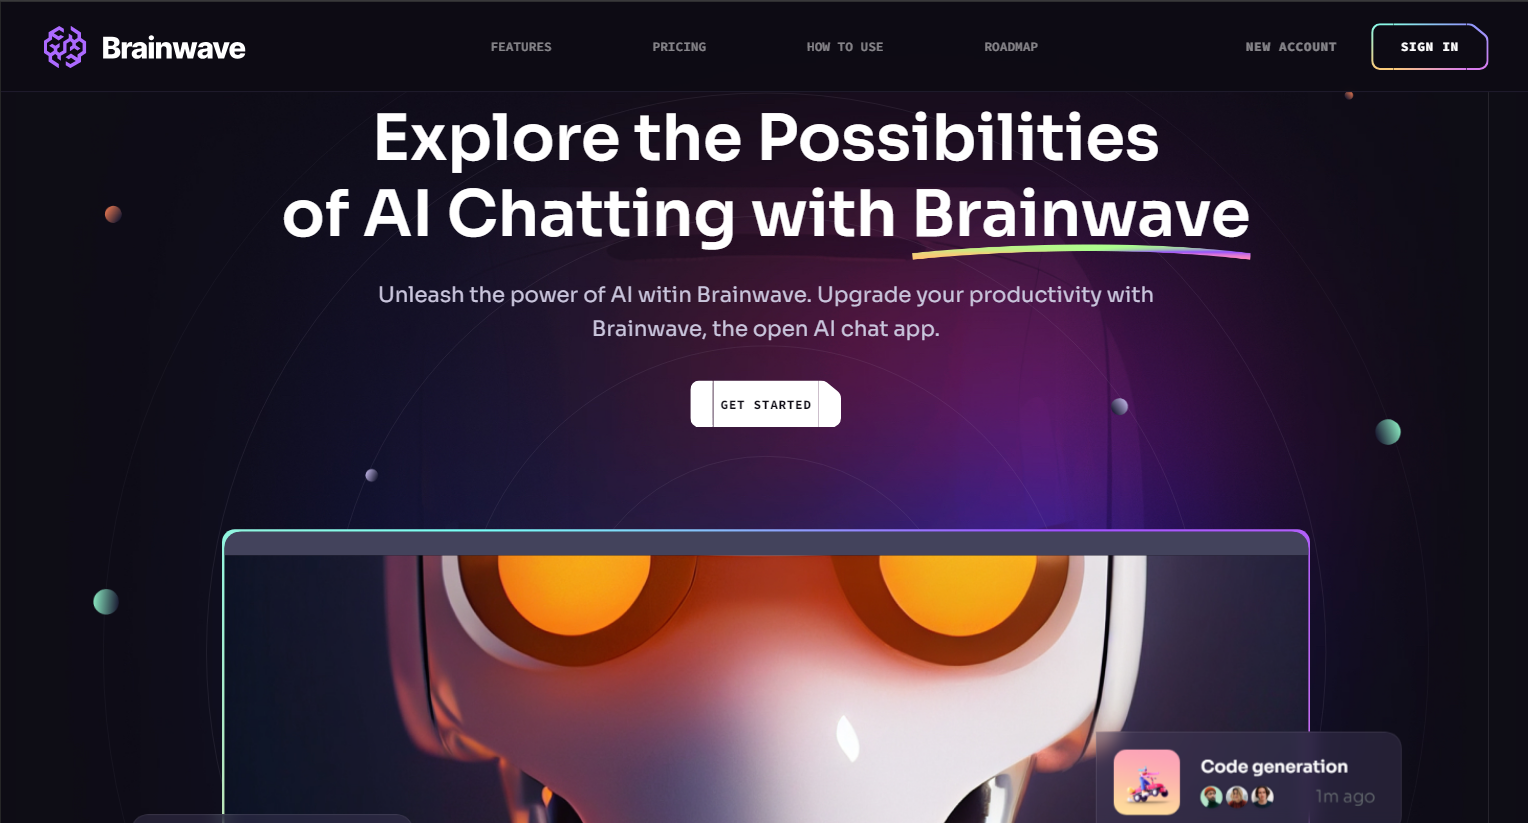 Brainwave
FEATURES
PRICING
HOW TO USE
ROADMAP
NEW ACCOUNT
SIGN IN
Explore the Possibilities
of AI Chatting with Brainwave
Unleash the power of AI witin Brainwave. Upgrade your productivity with
Brainwave, the open AI chat app.
GET STARTED
Code generation
1m ago